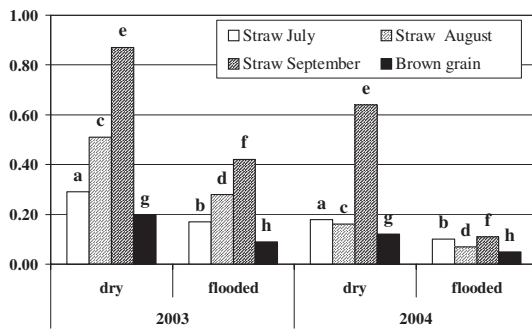 1.00
Straw July Straw August
Straw September Brown grain
0.80
0.60
0.40
0.20
0.00
a c e g b d f h a c e g b d f h
dry flooded dry flooded
2003 2004